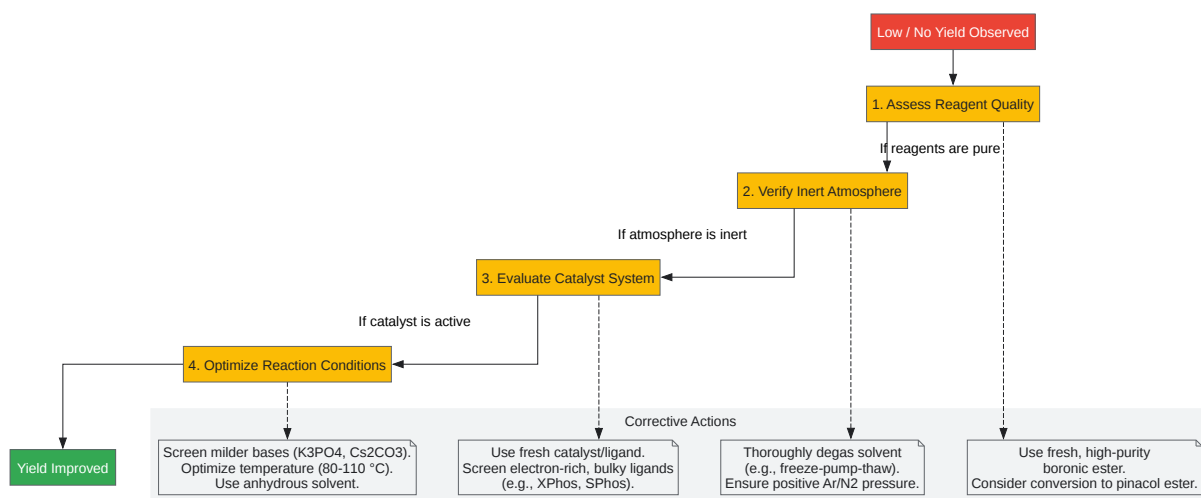 Low / No Yield Observed
1. Assess Reagent Quality
If reagents are pure
2. Verify Inert Atmosphere
If atmosphere is inert
3. Evaluate Catalyst System
If catalyst is active
4. Optimize Reaction Conditions
Corrective Actions
Yield Improved
Screen milder bases (K3PO4, Cs2CO3).
Optimize temperature (80-110 °C).
Use anhydrous solvent.
Use fresh catalyst/ligand.
Screen electron-rich, bulky ligands
(e.g., XPhos, SPhos).
Thoroughly degas solvent
(e.g., freeze-pump-thaw).
Ensure positive Ar/N2 pressure.
Use fresh, high-purity
boronic ester.
Consider conversion to pinacol ester.